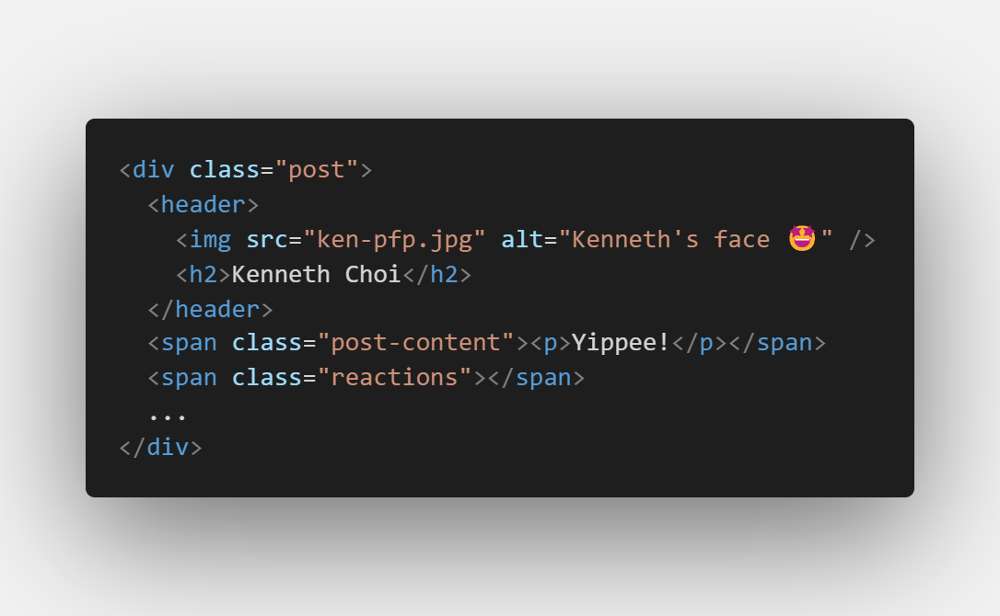 <div class="post">
  <header>
    <img src="ken-pfp.jpg" alt="Kenneth's face 🤩" />
    <h2>Kenneth Choi</h2>
  </header>
  <span class="post-content"><p>Yippee!</p></span>
  <span class="reactions"></span>
  ...
</div>